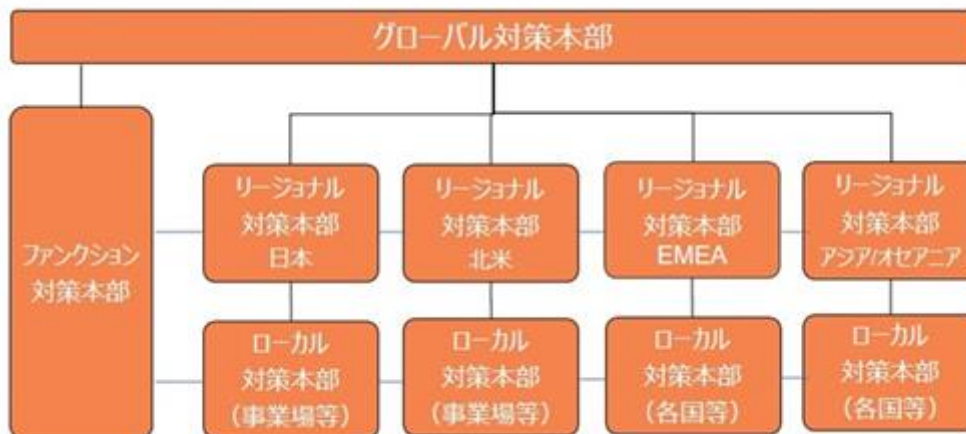 グローバル対策本部
ファンクション
対策本部
リージョナル
対策本部
日本
リージョナル
対策本部
北米
リージョナル
対策本部
EMEA
リージョナル
対策本部
アジア/オセアニア
ローカル
対策本部
(事業場等)
ローカル
対策本部
(事業場等)
ローカル
対策本部
(各国等)
ローカル
対策本部
(各国等)